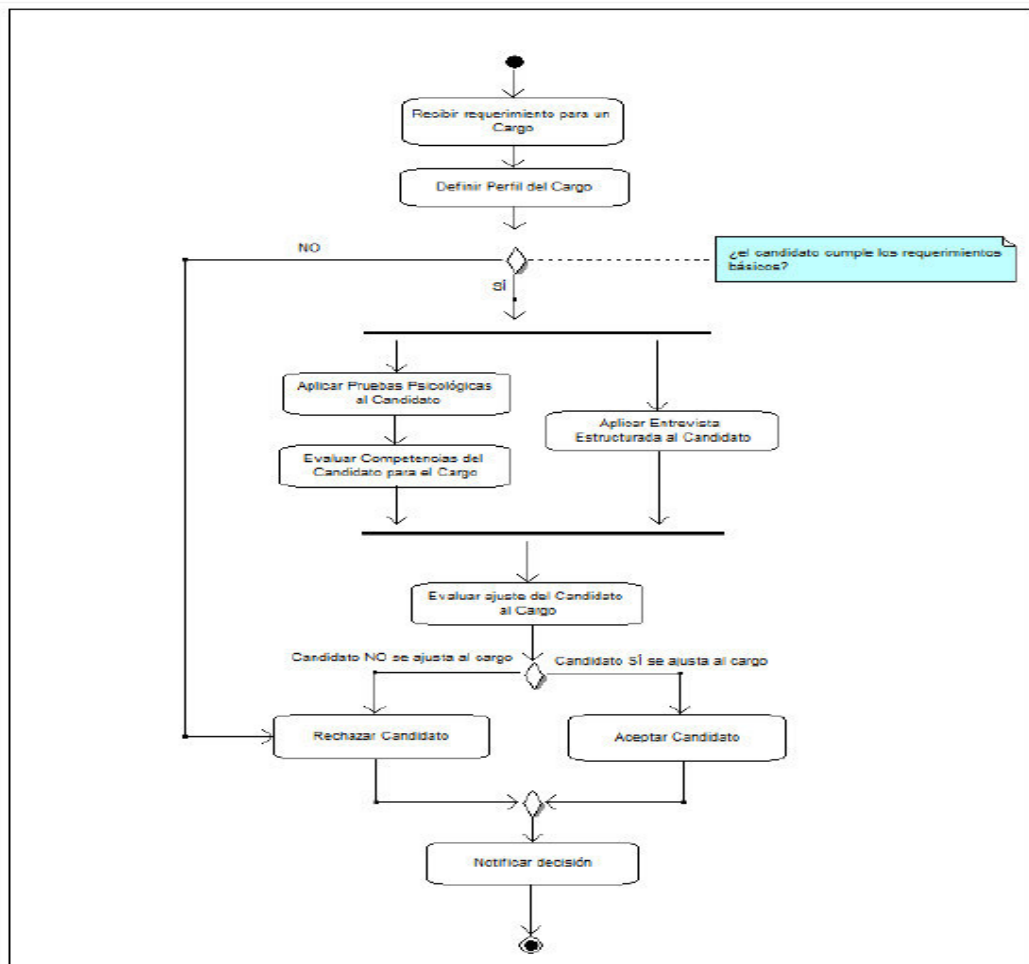 Recibir requerimiento para un
Cargo
Definir Perfil del Cargo
NO
¿el candidato cumple los requerimientos
básicos?
SÍ
Aplicar Pruebas Psicológicas
al Candidato
Aplicar Entrevista
Estructurada al Candidato
Evaluar Competencias del
Candidato para el Cargo
Evaluar ajuste del Candidato
al Cargo
Candidato NO se ajusta al cargo
Candidato SÍ se ajusta al cargo
Rechazar Candidato
Aceptar Candidato
Notificar decisión